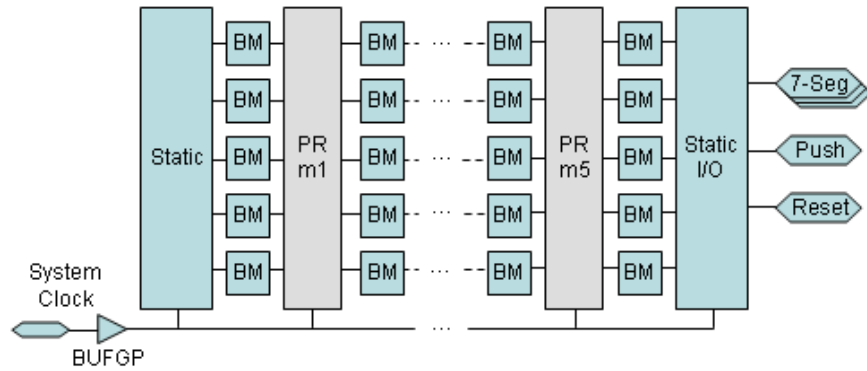 BM BM ... BM BM
BM BM ... BM BM 7-Seg
Static BM PR m1 BM ... BM PR m5 BM Static I/O Push
BM BM ... BM BM Reset
BM BM ... BM BM
System
Clock
...
BUFGP